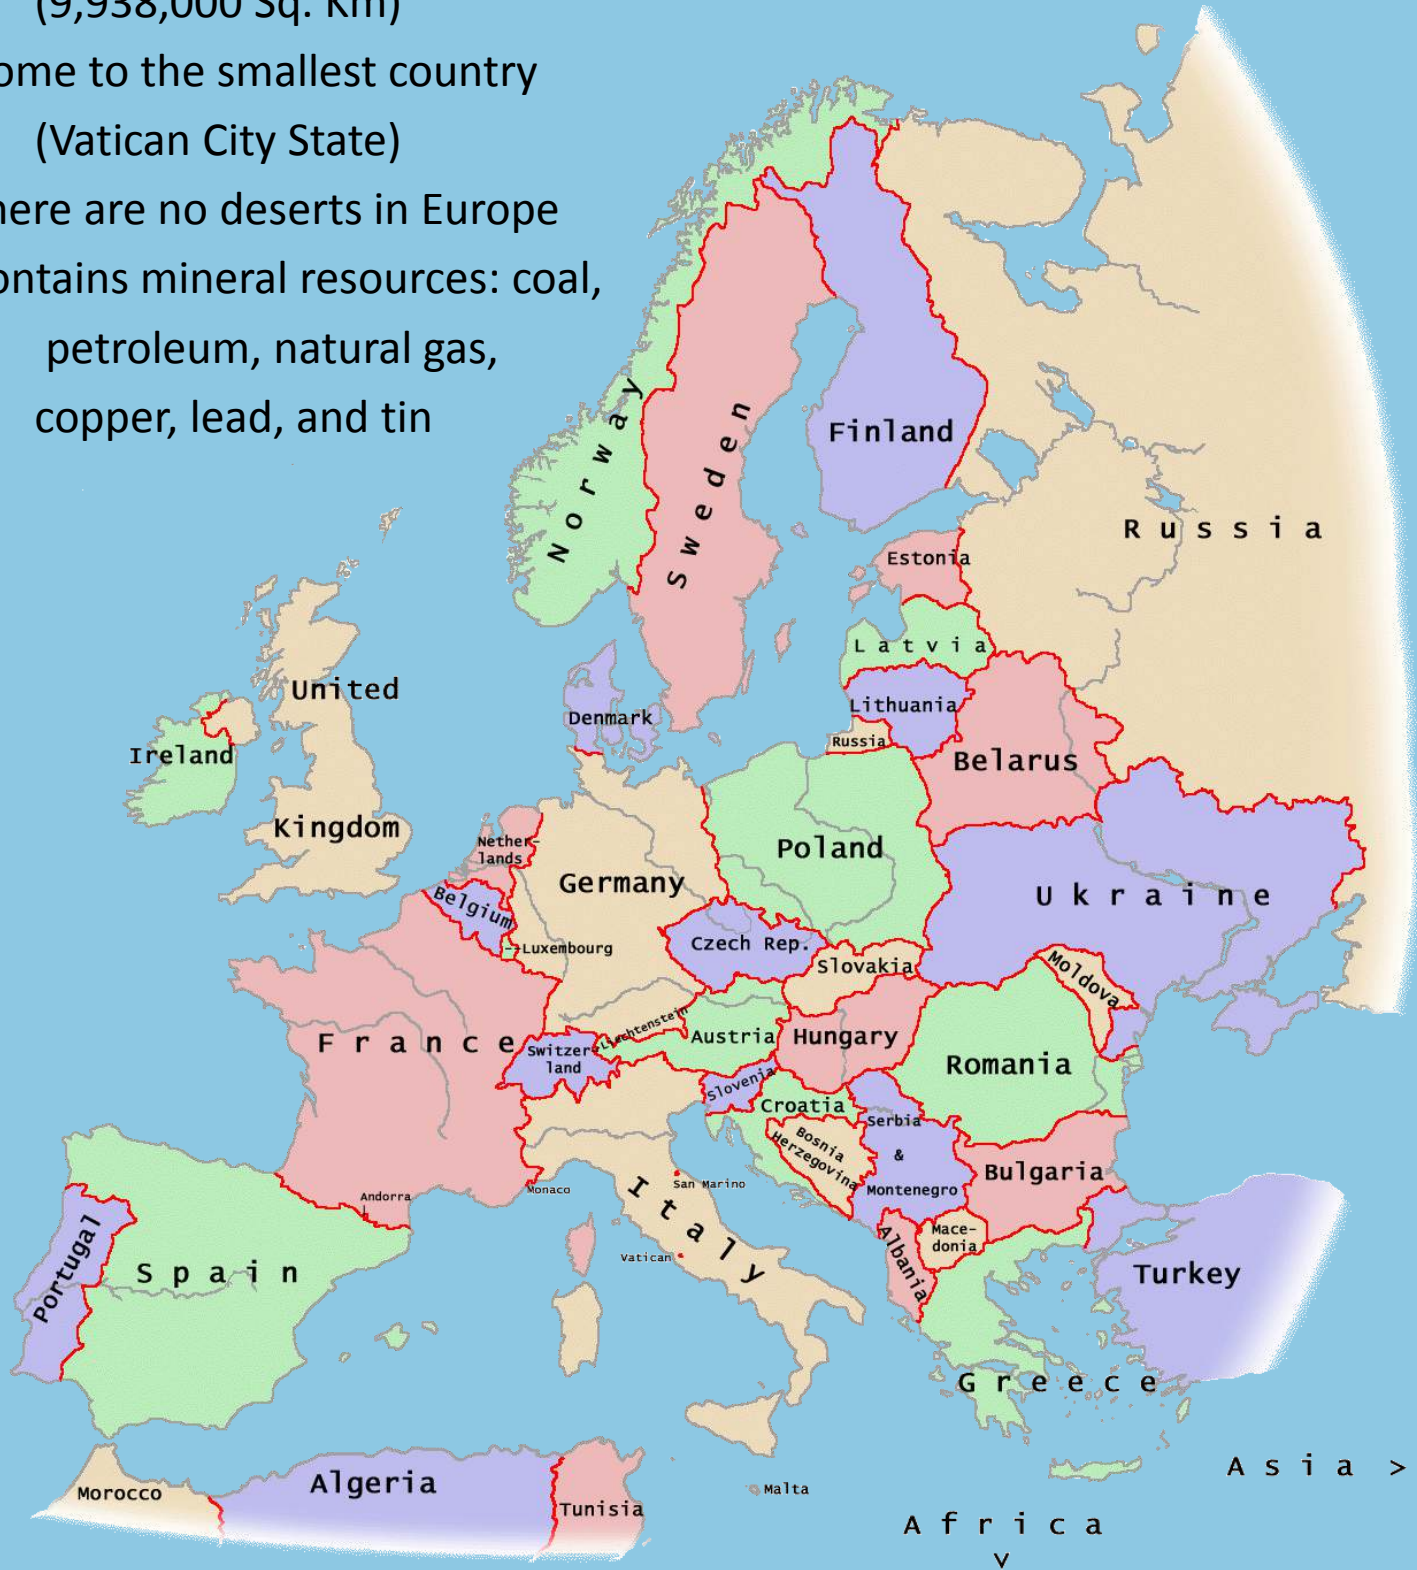 (9,938,000 Sq. Km)
ome to the smallest country
(Vatican City State)
here are no deserts in Europe
ontains mineral resources: coal,
petroleum, natural gas,
copper, lead, and tin
Norway
Sweden
Finland
Russia
Estonia
Latvia
Lithuania
Russia
Belarus
United
Kingdom
Ireland
Denmark
Nether-
lands
Belgium
Luxembourg
Germany
Poland
Czech Rep.
Slovakia
Ukraine
Moldova
France
Switzer-
land
Liechtenstein
Austria
Hungary
Romania
Slovenia
Croatia
Bosnia
Herzegovina
Serbia
&
Montenegro
Bulgaria
Mace-
donia
Albania
Monaco
San Marino
Italy
Vatican
Andorra
Portugal
Spain
Turkey
Greece
Malta
Morocco
Algeria
Tunisia
Asia >
Africa
v